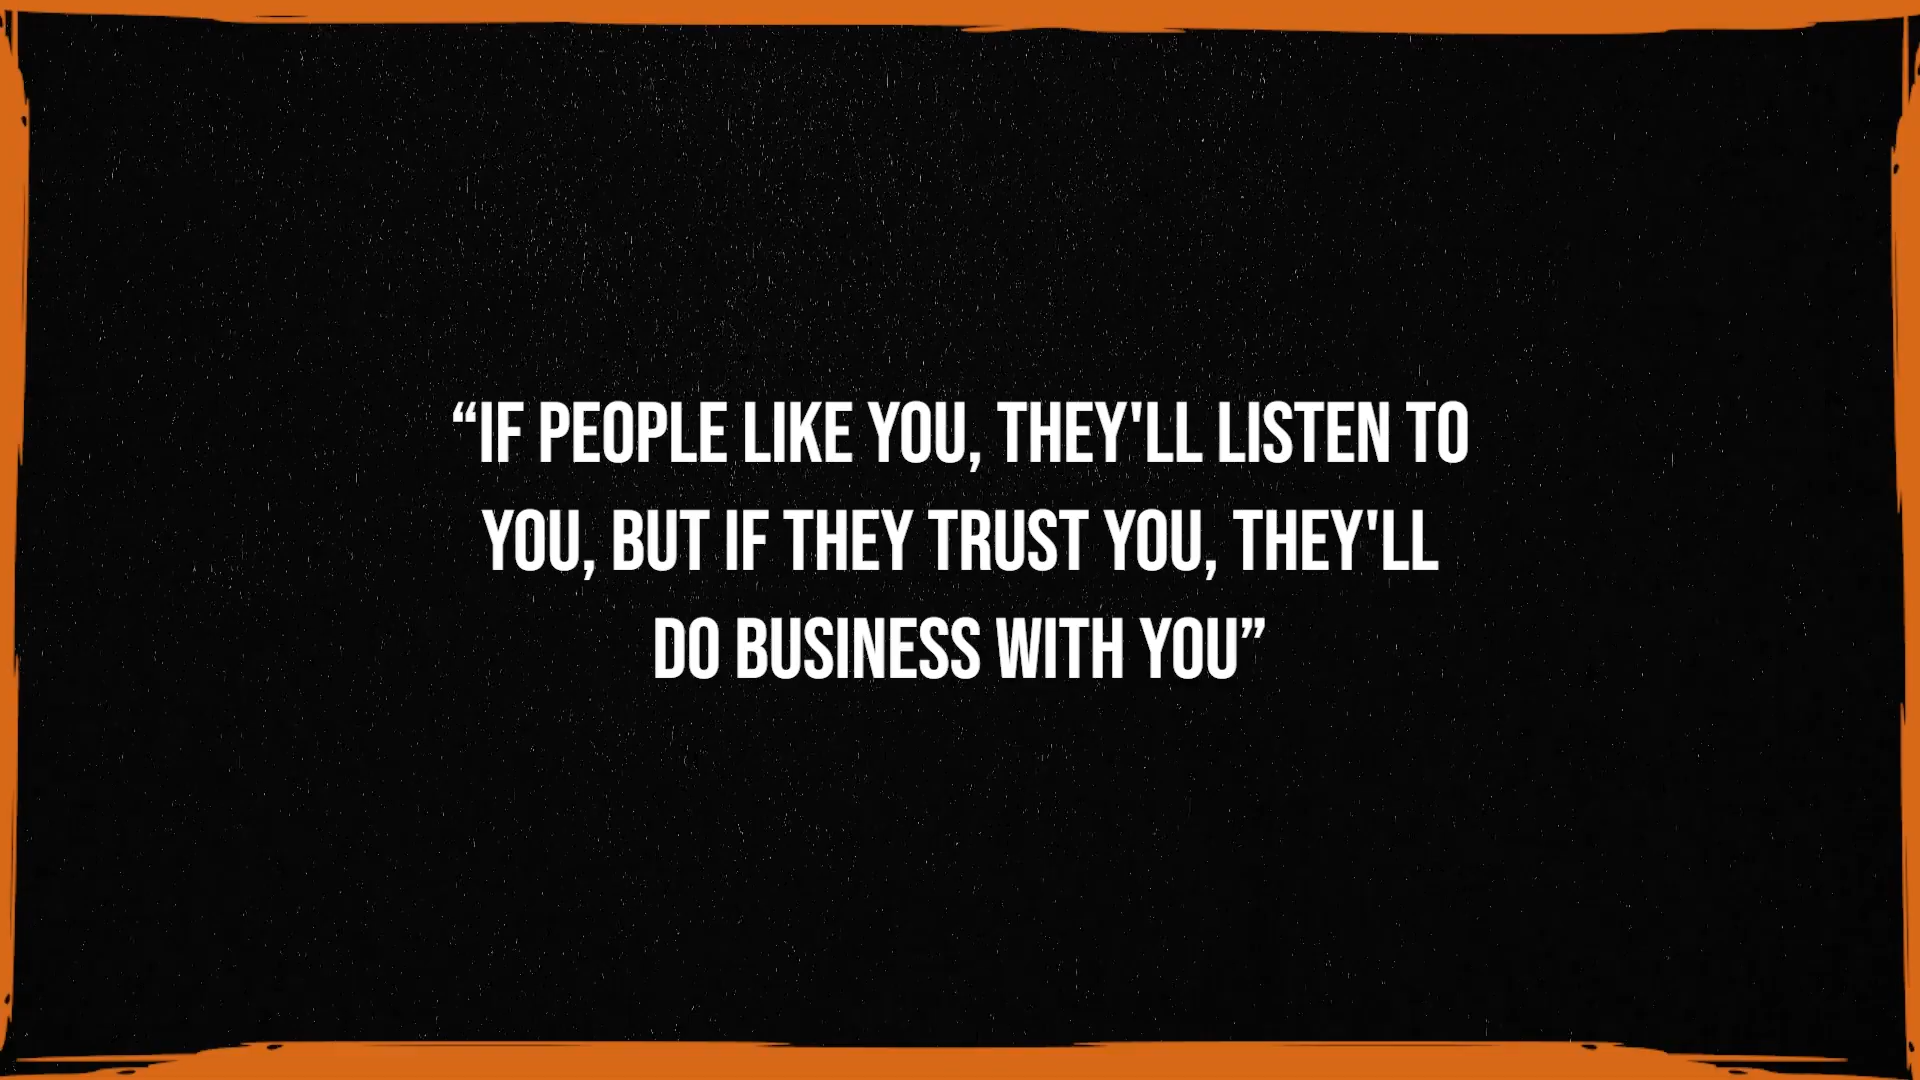 “IF PEOPLE LIKE YOU, THEY'LL LISTEN TO
YOU, BUT IF THEY TRUST YOU, THEY'LL
DO BUSINESS WITH YOU”